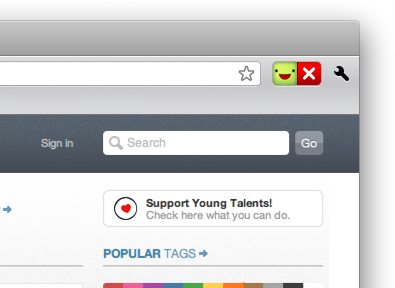 Sign in
Search
Go
Support Young Talents!
Check here what you can do.
POPULAR TAGS